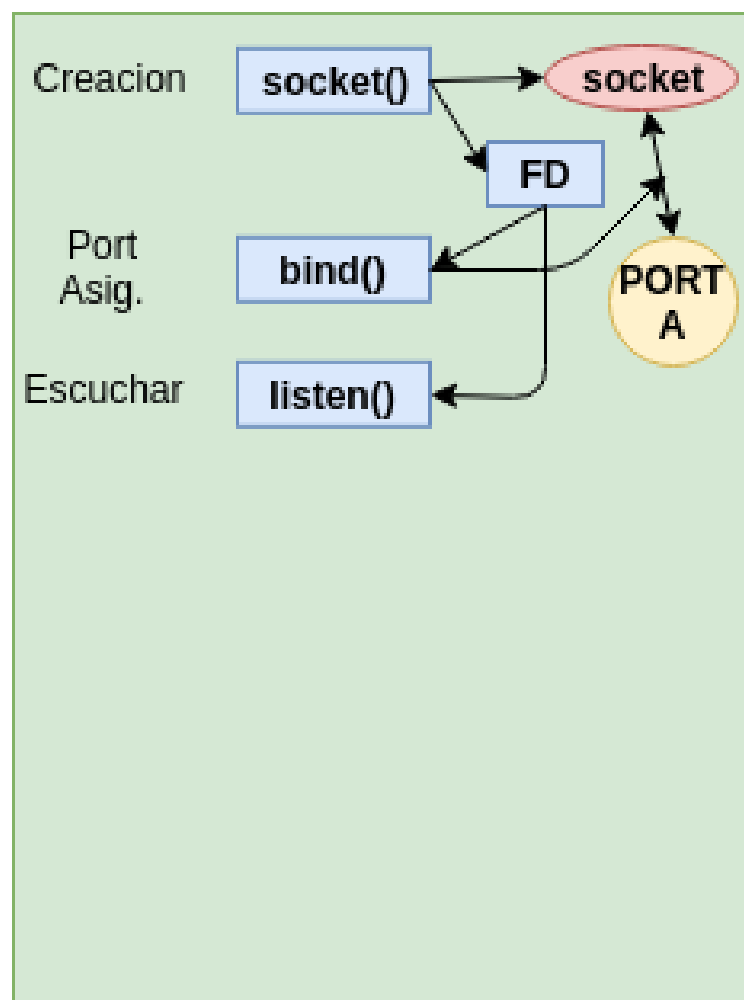 Creacion
socket()
socket
FD
Port
Asig.
bind()
PORT
A
Escuchar
listen()